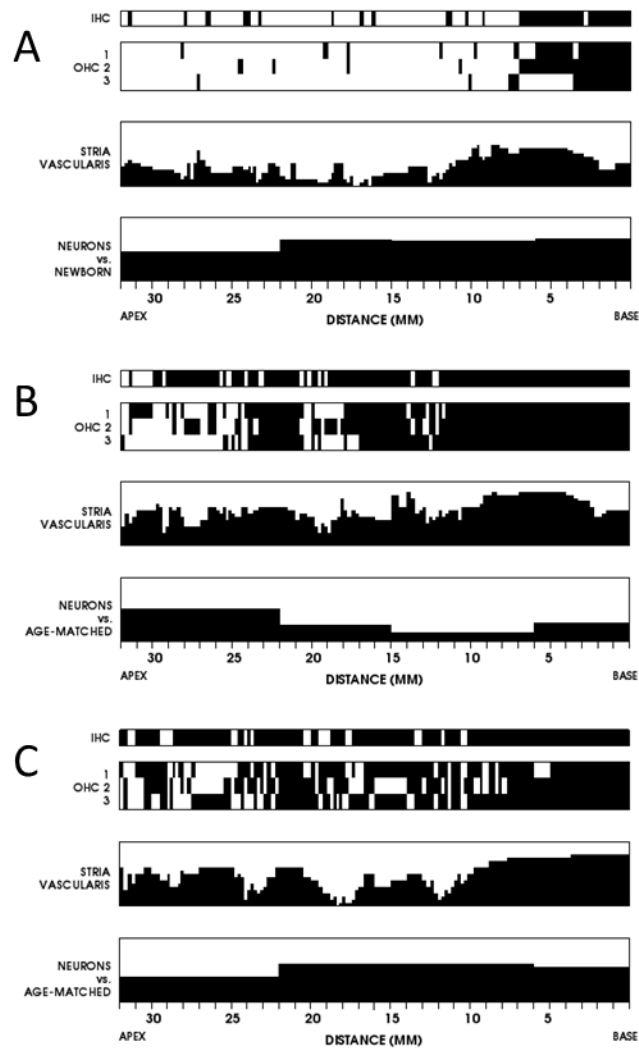 A
IHC
1
OHC 2
3
STRIA
VASCULARIS
NEURONS
vs.
NEWBORN
30 25 20 15 10 5
APEX DISTANCE (MM) BASE
B
IHC
1
OHC 2
3
STRIA
VASCULARIS
NEURONS
vs.
AGE-MATCHED
30 25 20 15 10 5
APEX DISTANCE (MM) BASE
C
IHC
1
OHC 2
3
STRIA
VASCULARIS
NEURONS
vs.
AGE-MATCHED
30 25 20 15 10 5
APEX DISTANCE (MM) BASE